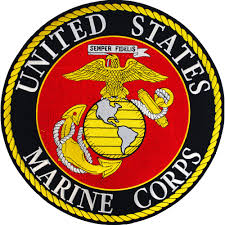 UNITED STATES
SEMPER FIDELIS
MARINE CORPS